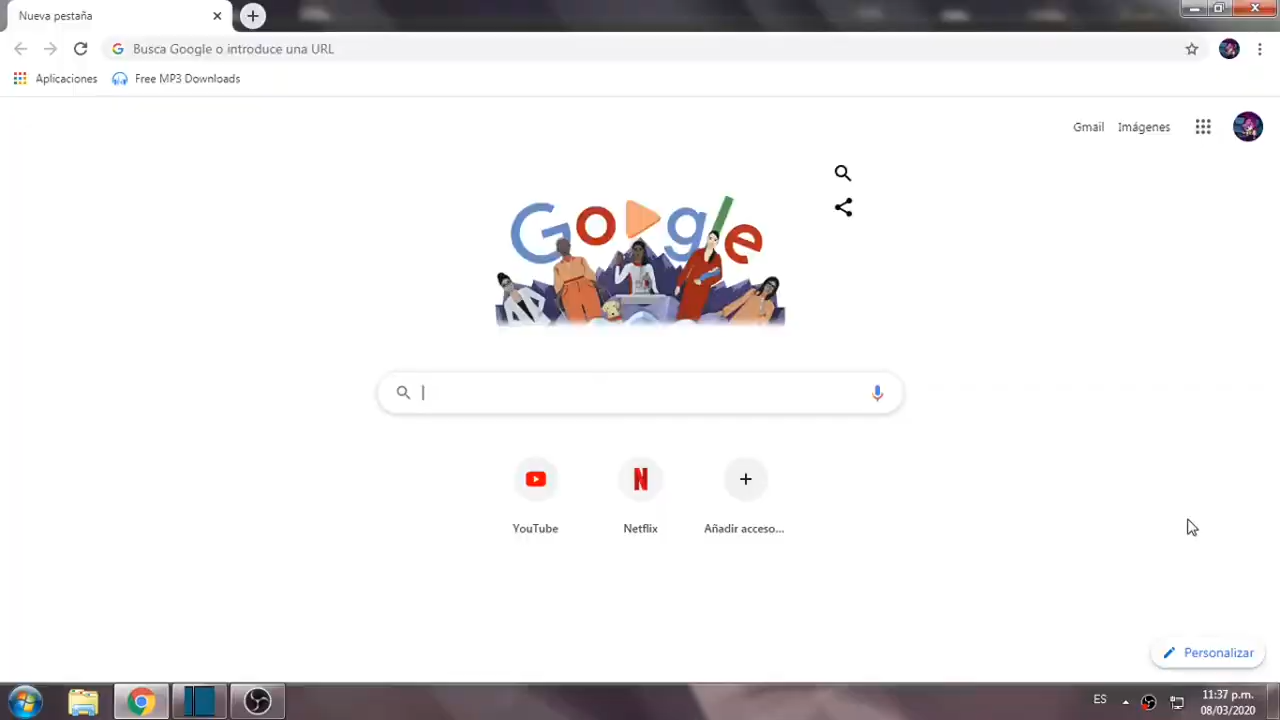 Nueva pestaña
Busca Google o introduce una URL
Aplicaciones Free MP3 Downloads
Gmail Imágenes
Google
YouTube Netflix Añadir acceso...
Personalizar
ES 11:37 p.m.
08/03/2020